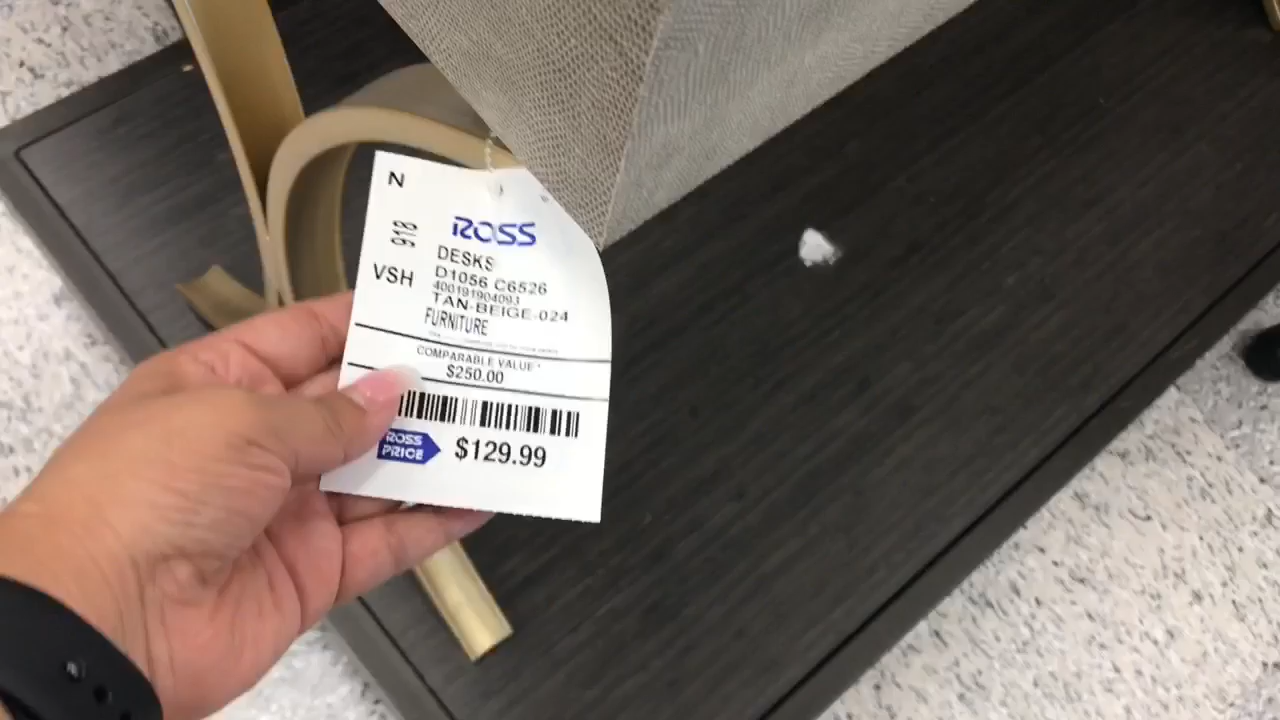 N
918
VSH
ROSS
DESKS
D1056 C6526
400191904093
TAN-BEIGE-024
FURNITURE
COMPARABLE VALUE*
$250.00
ROSS
PRICE
$129.99